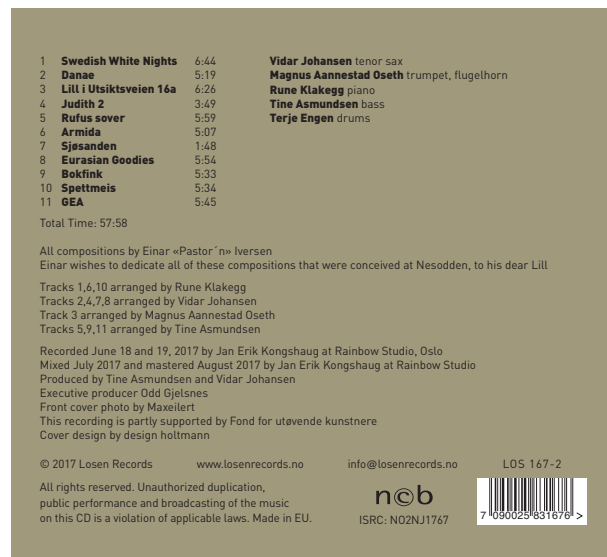 1 Swedish White Nights 6:44
2 Danae 5:19
3 Lill i Utsiktsveien 16a 6:26
4 Judith 2 3:49
5 Rufus sover 5:59
6 Armida 5:07
7 Sjøsanden 1:48
8 Eurasian Goodies 5:54
9 Bokfink 5:33
10 Spettmeis 5:34
11 GEA 5:45
Total Time: 57:58
Vidar Johansen tenor sax
Magnus Aannestad Oseth trumpet, flugelhorn
Rune Klakegg piano
Tine Asmundsen bass
Terje Engen drums
All compositions by Einar «Pastor´n» Iversen
Einar wishes to dedicate all of these compositions that were conceived at Nesodden, to his dear Lill
Tracks 1,6,10 arranged by Rune Klakegg
Tracks 2,4,7,8 arranged by Vidar Johansen
Track 3 arranged by Magnus Aannestad Oseth
Tracks 5,9,11 arranged by Tine Asmundsen
Recorded June 18 and 19, 2017 by Jan Erik Kongshaug at Rainbow Studio, Oslo
Mixed July 2017 and mastered August 2017 by Jan Erik Kongshaug at Rainbow Studio
Produced by Tine Asmundsen and Vidar Johansen
Executive producer Odd Gjelsnes
Front cover photo by Maxeilert
This recording is partly supported by Fond for utøvende kunstnere
Cover design by design holtmann
© 2017 Losen Records www.losenrecords.no info@losenrecords.no LOS 167-2
All rights reserved. Unauthorized duplication,
public performance and broadcasting of the music
on this CD is a violation of applicable laws. Made in EU.
n©b
ISRC: NO2NJ1767
7 090025 831676 >